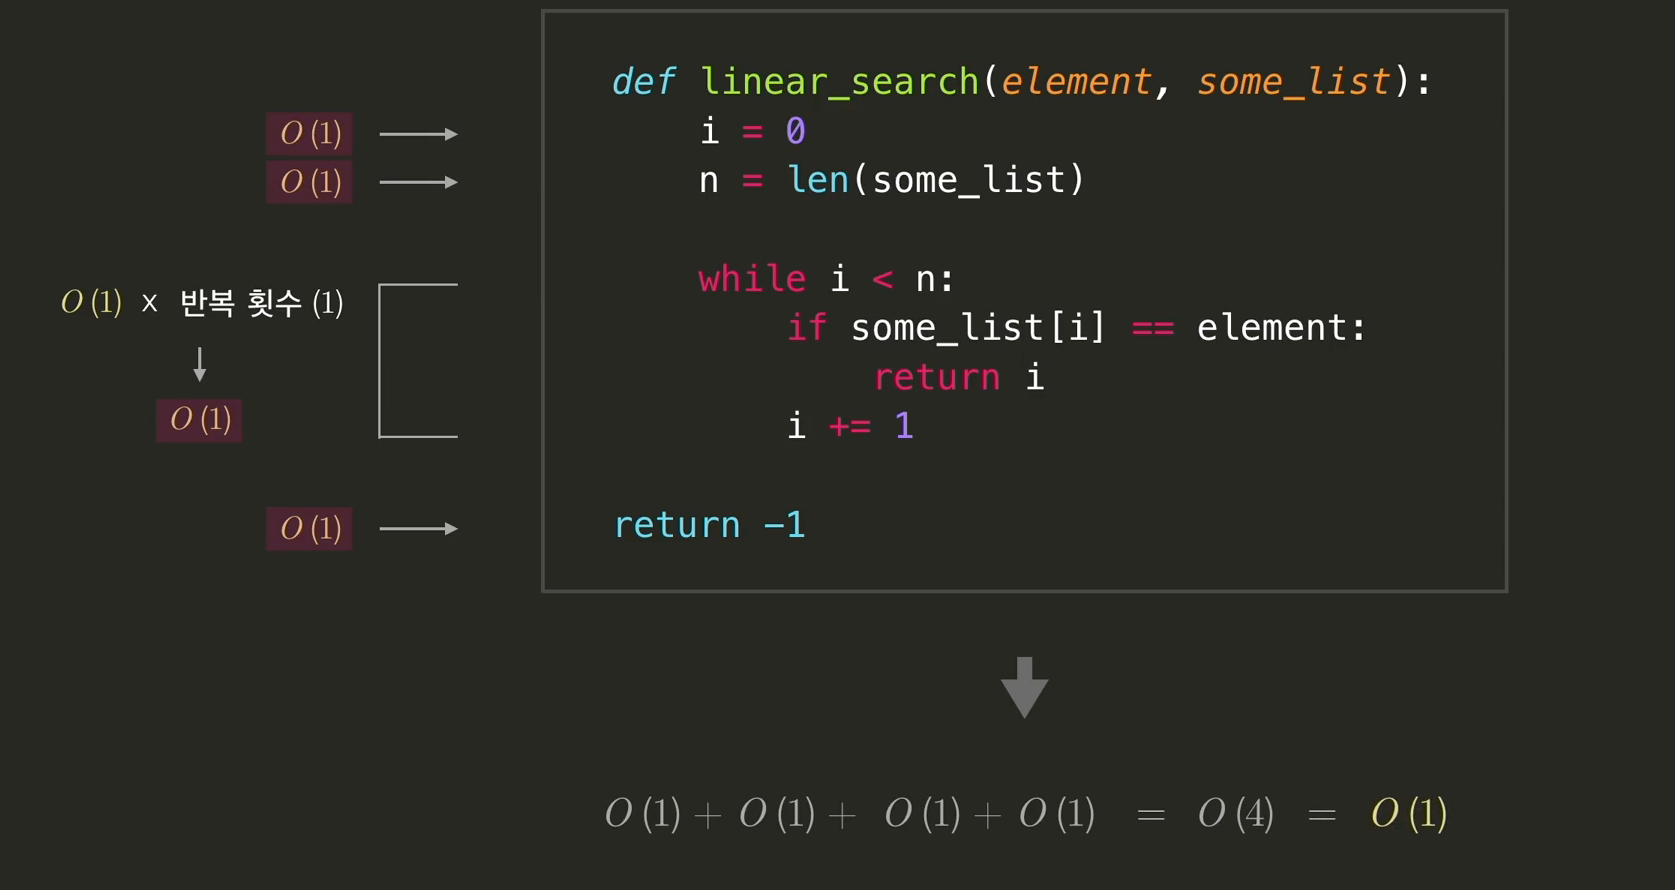 def linear_search(element, some_list):
O (1)
i = 0
O (1)
n = len(some_list)
while i < n:
O (1) x 반복 횟수 (1)
if some_list[i] == element:
return i
O (1)
i += 1
O (1)
return -1
O (1) + O (1) + O (1) + O (1) = O (4) = O (1)